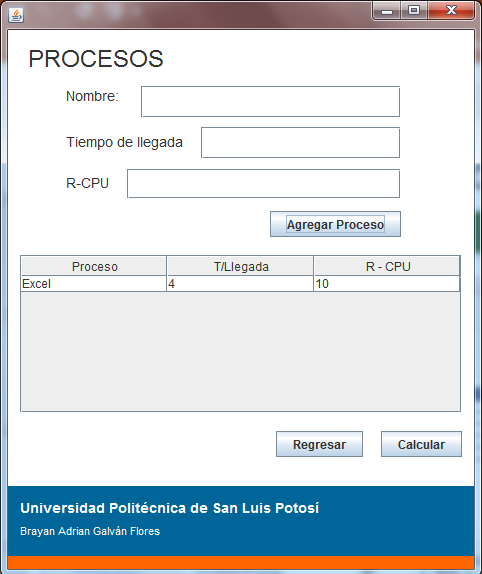 PROCESOS
Nombre:
Tiempo de llegada
R-CPU
Agregar Proceso
Proceso T/Llegada R - CPU
Excel 4 10
Regresar Calcular
Universidad Politécnica de San Luis Potosí
Brayan Adrian Galván Flores